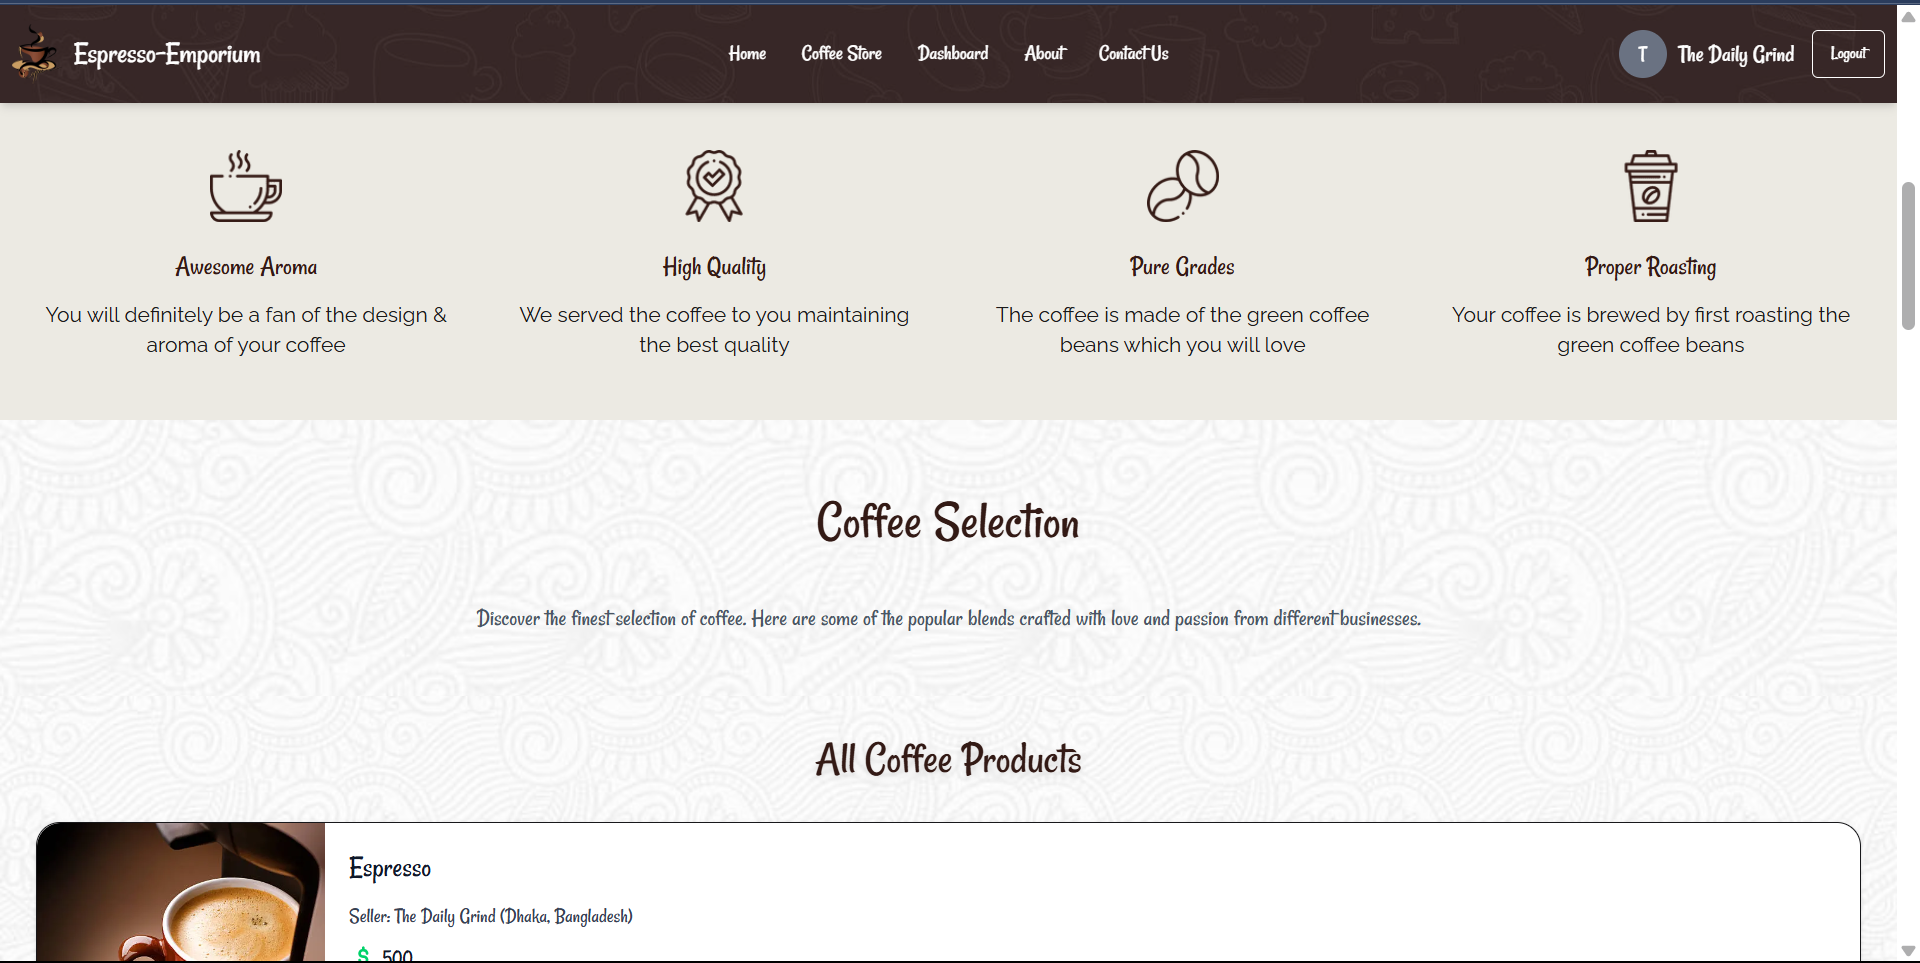 Espresso-Emporium
Home
Coffee Store
Dashboard
About
Contact Us
T
The Daily Grind
Logout
Awesome Aroma
You will definitely be a fan of the design &
aroma of your coffee
High Quality
We served the coffee to you maintaining
the best quality
Pure Grades
The coffee is made of the green coffee
beans which you will love
Proper Roasting
Your coffee is brewed by first roasting the
green coffee beans
Coffee Selection
Discover the finest selection of coffee. Here are some of the popular blends crafted with love and passion from different businesses.
All Coffee Products
Espresso
Seller: The Daily Grind (Dhaka, Bangladesh)
$ 500